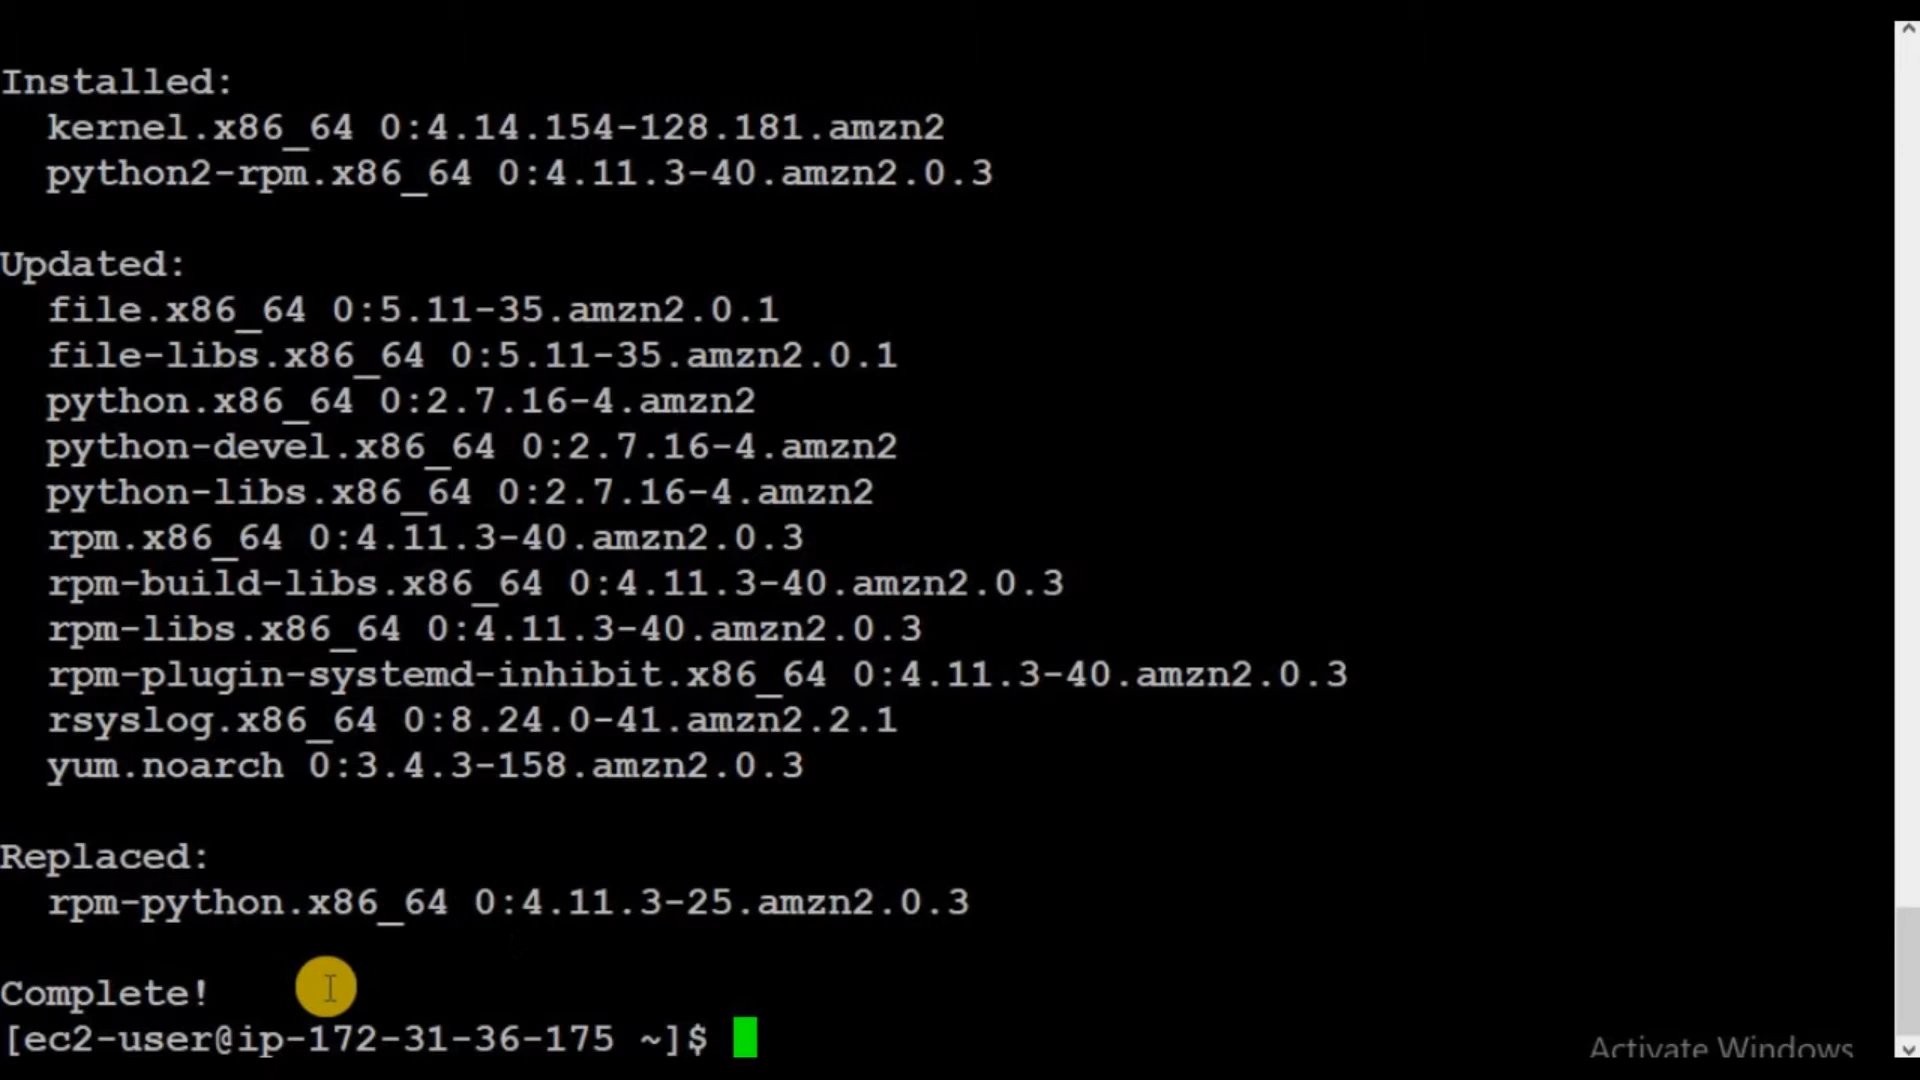 Installed:
kernel.x86_64 0:4.14.154-128.181.amzn2
python2-rpm.x86_64 0:4.11.3-40.amzn2.0.3
Updated:
file.x86_64 0:5.11-35.amzn2.0.1
file-libs.x86_64 0:5.11-35.amzn2.0.1
python.x86_64 0:2.7.16-4.amzn2
python-devel.x86_64 0:2.7.16-4.amzn2
python-libs.x86_64 0:2.7.16-4.amzn2
rpm.x86_64 0:4.11.3-40.amzn2.0.3
rpm-build-libs.x86_64 0:4.11.3-40.amzn2.0.3
rpm-libs.x86_64 0:4.11.3-40.amzn2.0.3
rpm-plugin-systemd-inhibit.x86_64 0:4.11.3-40.amzn2.0.3
rsyslog.x86_64 0:8.24.0-41.amzn2.2.1
yum.noarch 0:3.4.3-158.amzn2.0.3
Replaced:
rpm-python.x86_64 0:4.11.3-25.amzn2.0.3
Complete!
[ec2-user@ip-172-31-36-175 ~]$
Activate Windows